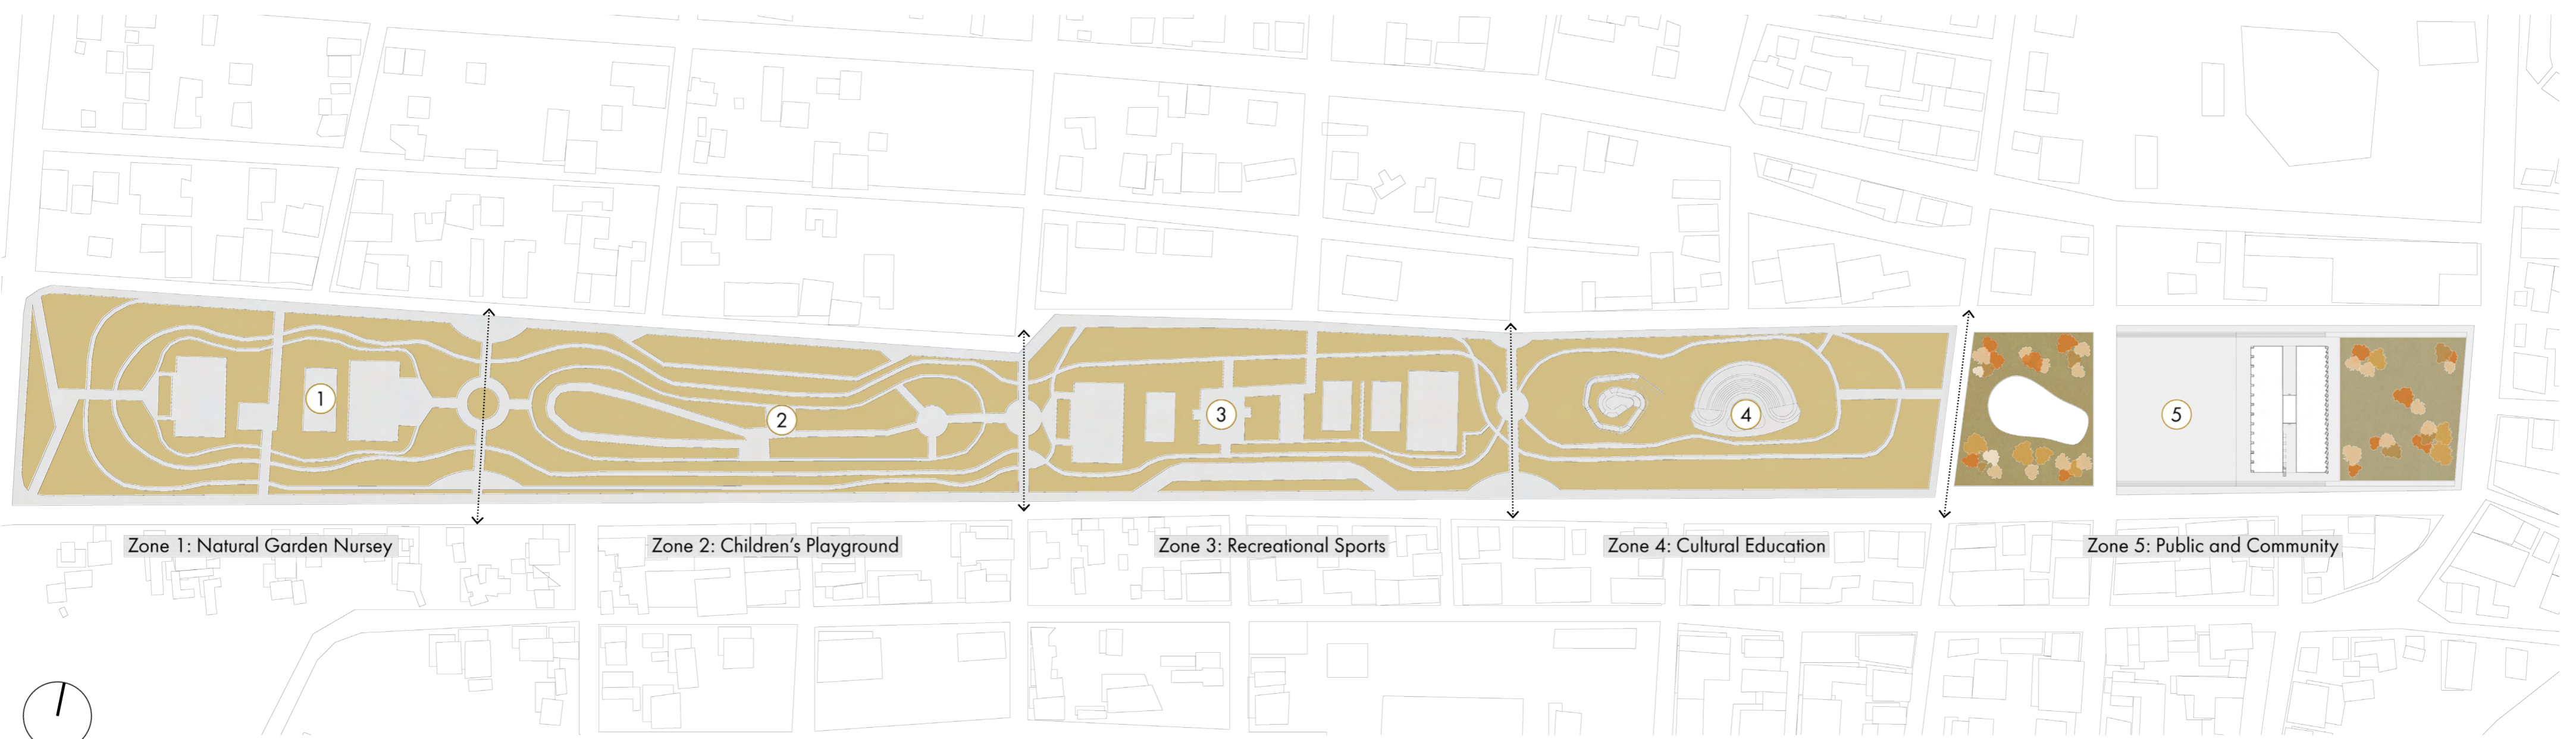 1
2
3
4
5
Zone 1: Natural Garden Nursey
Zone 2: Children's Playground
Zone 3: Recreational Sports
Zone 4: Cultural Education
Zone 5: Public and Community